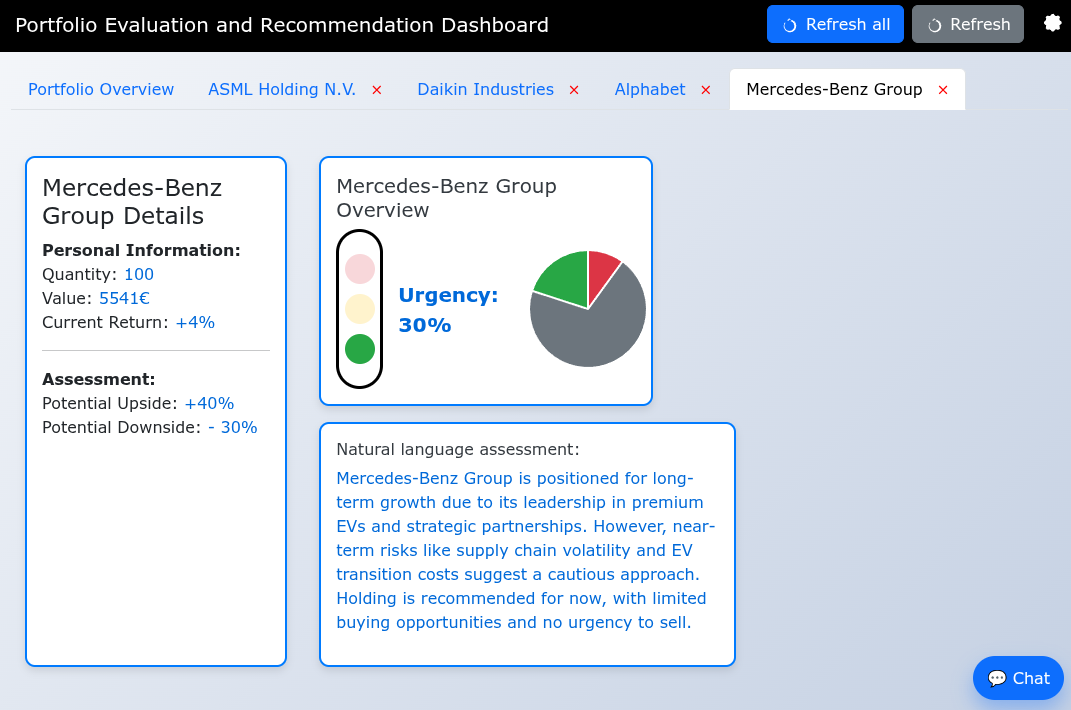 Portfolio Evaluation and Recommendation Dashboard
Refresh all
Refresh
Portfolio Overview
ASML Holding N.V. ×
Daikin Industries ×
Alphabet ×
Mercedes-Benz Group ×
Mercedes-Benz
Group Details
Personal Information:
Quantity: 100
Value: 5541€
Current Return: +4%
Assessment:
Potential Upside: +40%
Potential Downside: - 30%
Mercedes-Benz Group
Overview
Urgency:
30%
Natural language assessment:
Mercedes-Benz Group is positioned for long-
term growth due to its leadership in premium
EVs and strategic partnerships. However, near-
term risks like supply chain volatility and EV
transition costs suggest a cautious approach.
Holding is recommended for now, with limited
buying opportunities and no urgency to sell.
💬 Chat